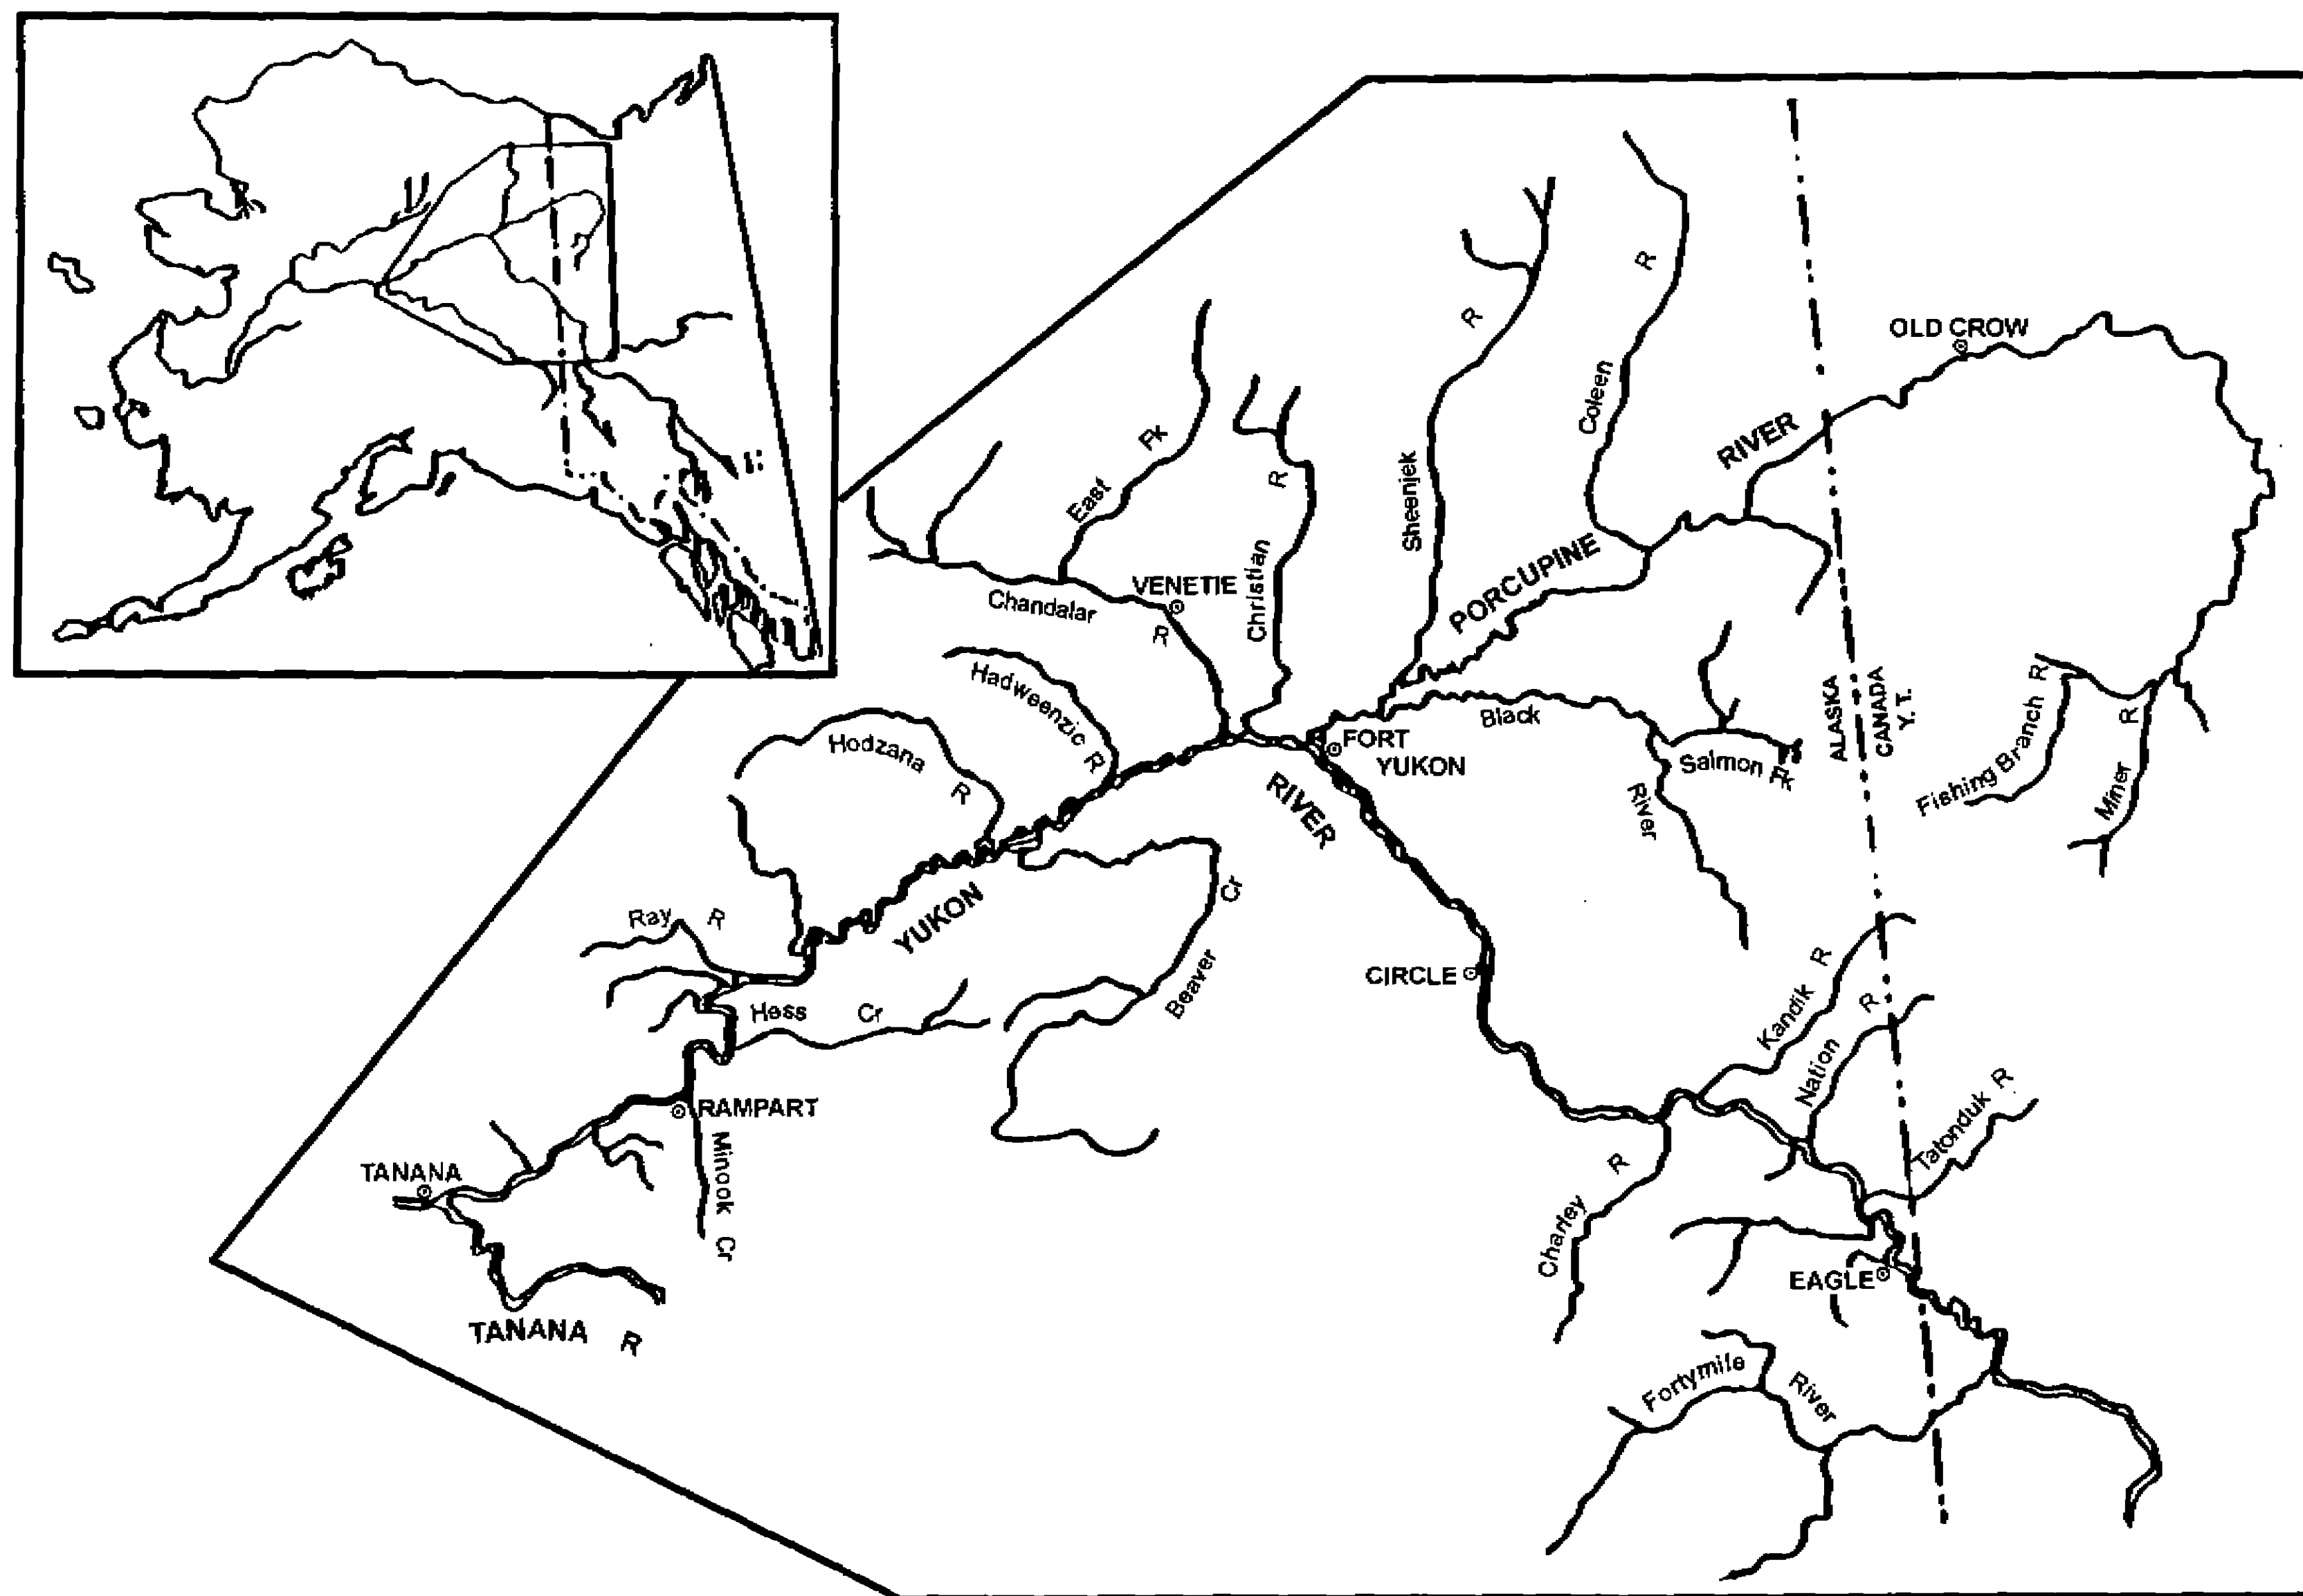 OLD CROW
RIVER
R
R
Coleen
East Fk
R
Sheenjek
VENETIE
Chandalar
R
Christian
PORCUPINE
Hadweenzic R
Hodzana
R
Black
ALASKA
CANADA
Y. T.
Fishing Branch R
R
Miner
FORT
YUKON
Salmon Fk
River
RIVER
YUKON
Ray R
Cr
Beaver
CIRCLE
Hess Cr
Kandik R
Nation R
Tatonduk R
RAMPART
Minook Cr
TANANA
R
Charley
EAGLE
TANANA R
Fortymile River